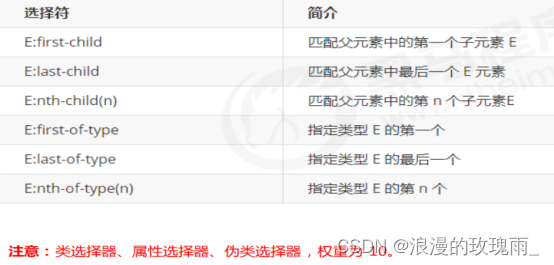 选择符 简介
E:first-child 匹配父元素中的第一个子元素 E
E:last-child 匹配父元素中最后一个 E 元素
E:nth-child(n) 匹配父元素中的第 n 个子元素E
E:first-of-type 指定类型 E 的第一个
E:last-of-type 指定类型 E 的最后一个
E:nth-of-type(n) 指定类型 E 的第 n 个
注意：类选择器、属性选择器、伪类选择器，权重为 10。
CSDN @浪漫的玫瑰雨_